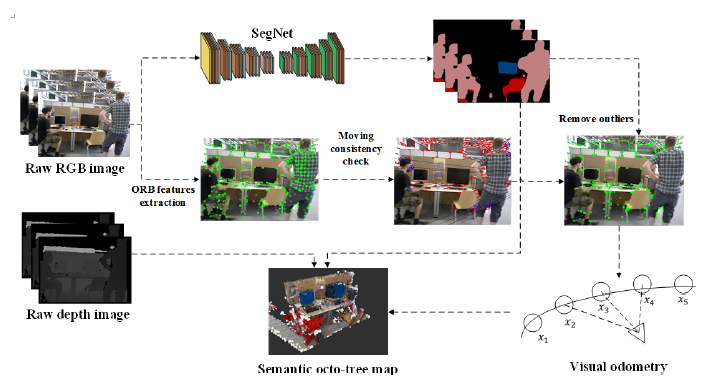 SegNet
Raw RGB image
ORB features
extraction
Moving
consistency
check
Remove outliers
Raw depth image
Semantic octo-tree map
x₁
x₂
x₃
x₄
x₅
Visual odometry